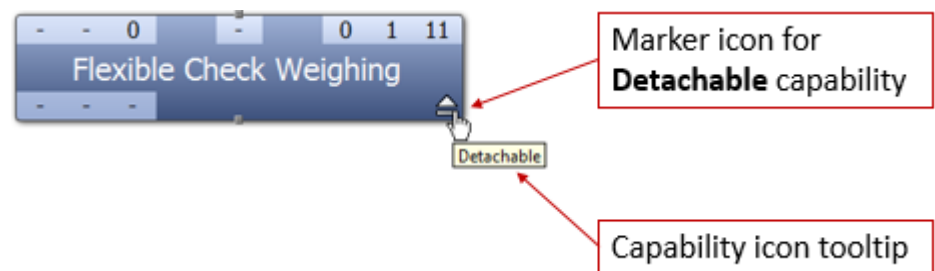 - - 0 - 0 1 11
Flexible Check Weighing
- - -
Marker icon for
Detachable capability
Detachable
Capability icon tooltip